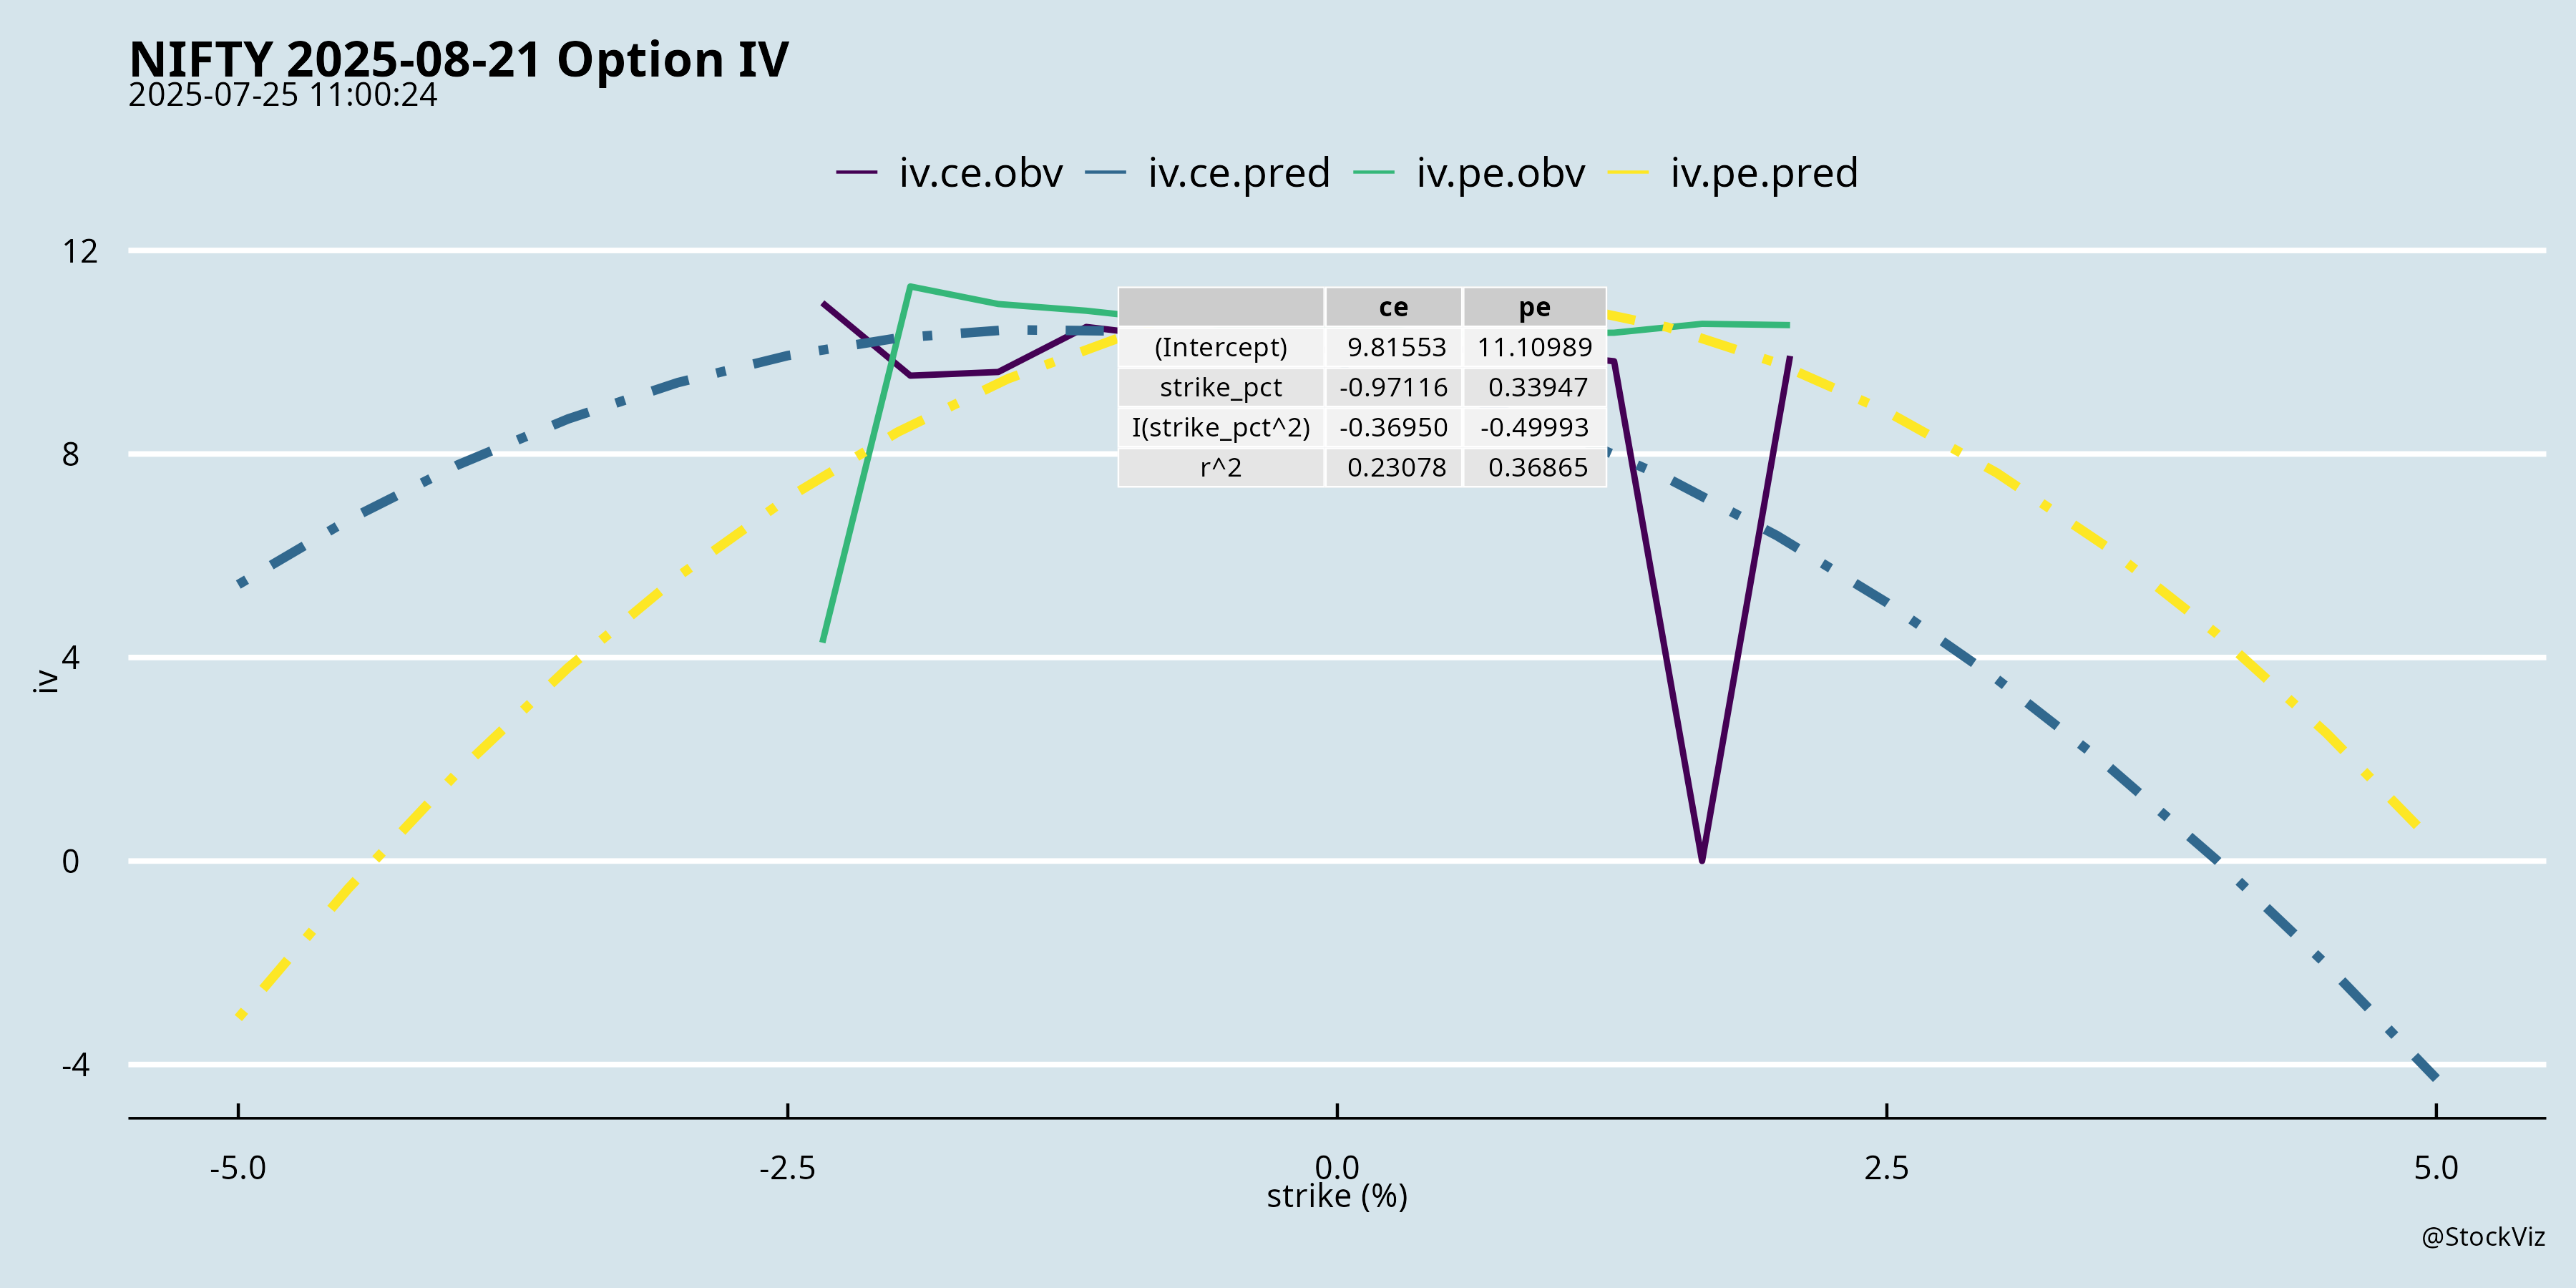 NIFTY 2025-08-21 Option IV
2025-07-25 11:00:24
iv.ce.obv iv.ce.pred iv.pe.obv iv.pe.pred
12
8
4
0
-4
iv
ce pe
(Intercept) 9.81553 11.10989
strike_pct -0.97116 0.33947
I(strike_pct^2) -0.36950 -0.49993
r^2 0.23078 0.36865
-5.0 -2.5 0.0 2.5 5.0
strike (%)
@StockViz